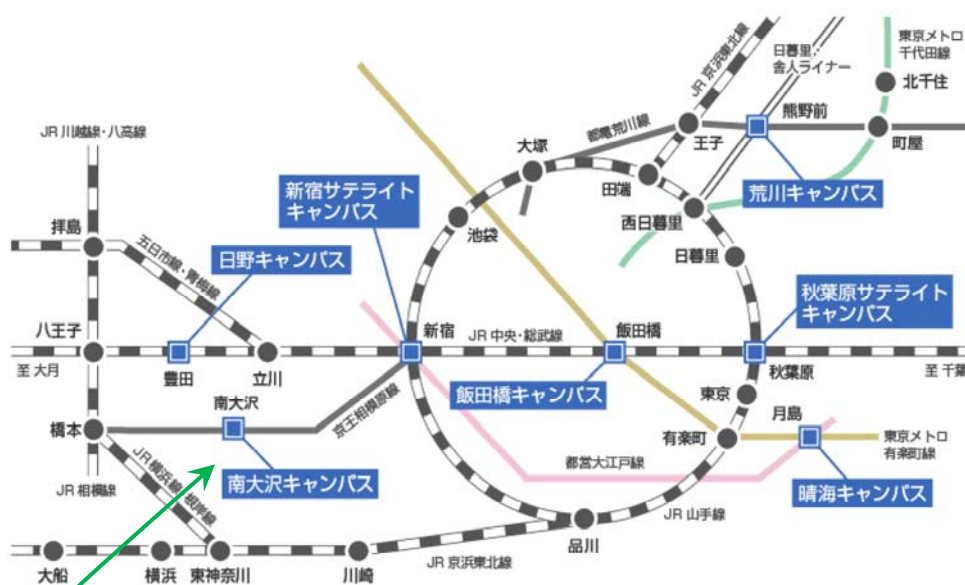 東京メトロ
千代田線
日暮里・
舎人ライナー
JR 京浜東北線
北千住
熊野前
JR 川越線・八高線
都電荒川線
王子
町屋
大塚
田端
荒川キャンパス
新宿サテライト
キャンパス
西日暮里
拝島
池袋
五日市線・青梅線
日野キャンパス
日暮里
秋葉原サテライト
キャンパス
八王子
新宿
JR 中央・総武線
飯田橋
至 大月
豊田
立川
秋葉原
至 千葉
飯田橋キャンパス
東京
南大沢
京王相模原線
月島
橋本
有楽町
東京メトロ
有楽町線
JR 横浜線・根岸線
都営大江戸線
南大沢キャンパス
晴海キャンパス
JR 相模線
JR 山手線
品川
JR 京浜東北線
大船
横浜
東神奈川
川崎